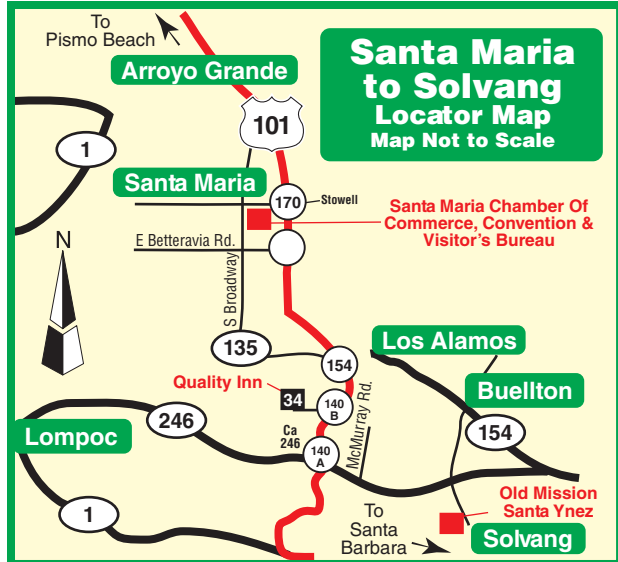 To
Pismo Beach
Arroyo Grande
Santa Maria
to Solvang
Locator Map
Map Not to Scale
101
1
Santa Maria
170
Stowell
Santa Maria Chamber Of
Commerce, Convention &
Visitor's Bureau
E Betteravia Rd.
N
S Broadway
135
154
Los Alamos
Quality Inn
34
140
B
McMurray Rd.
Buellton
246
Ca
246
154
Lompoc
140
A
1
To
Santa
Barbara
Old Mission
Santa Ynez
Solvang